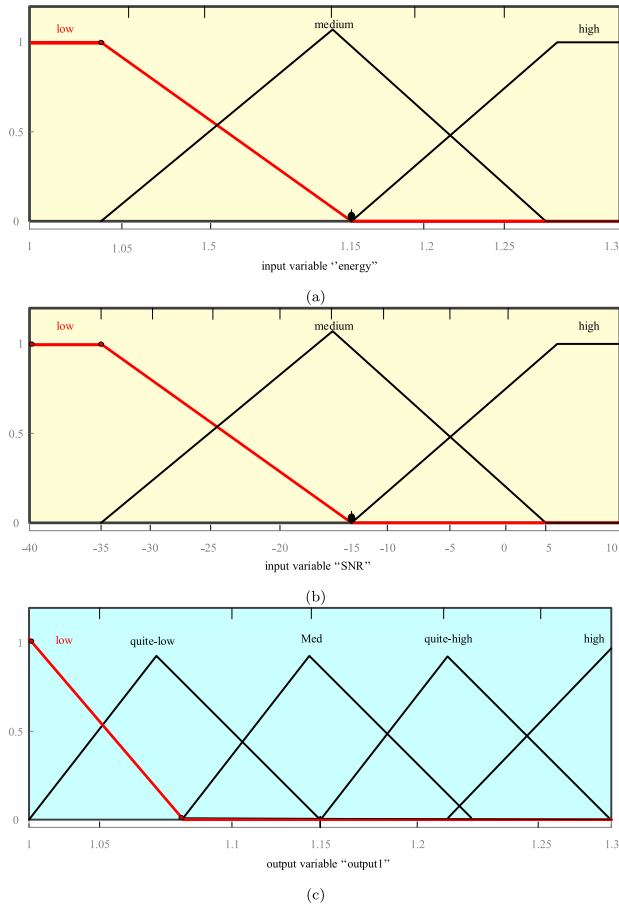 low medium high
1
0.5
0
1 1.05 1.5 1.15 1.2 1.25 1.3
input variable ‘’energy”
(a)
low medium high
1
0.5
0
-40 -35 -30 -25 -20 -15 -10 -5 0 5 10
input variable “SNR”
(b)
low quite-low Med quite-high high
1
0.5
0
1 1.05 1.1 1.15 1.2 1.25 1.3
output variable “output1”
(c)